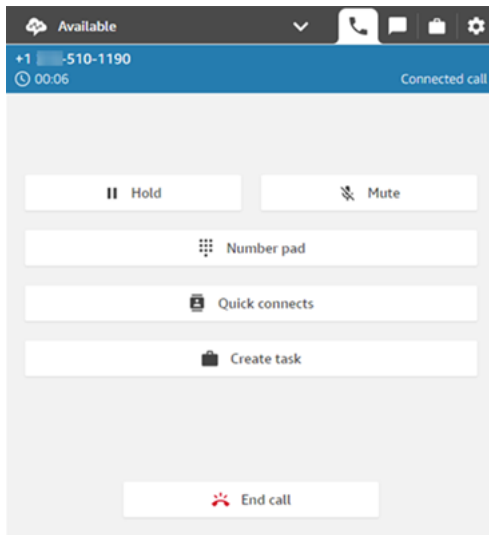 Available
+1 -510-1190
00:06 Connected call
Hold Mute
Number pad
Quick connects
Create task
End call